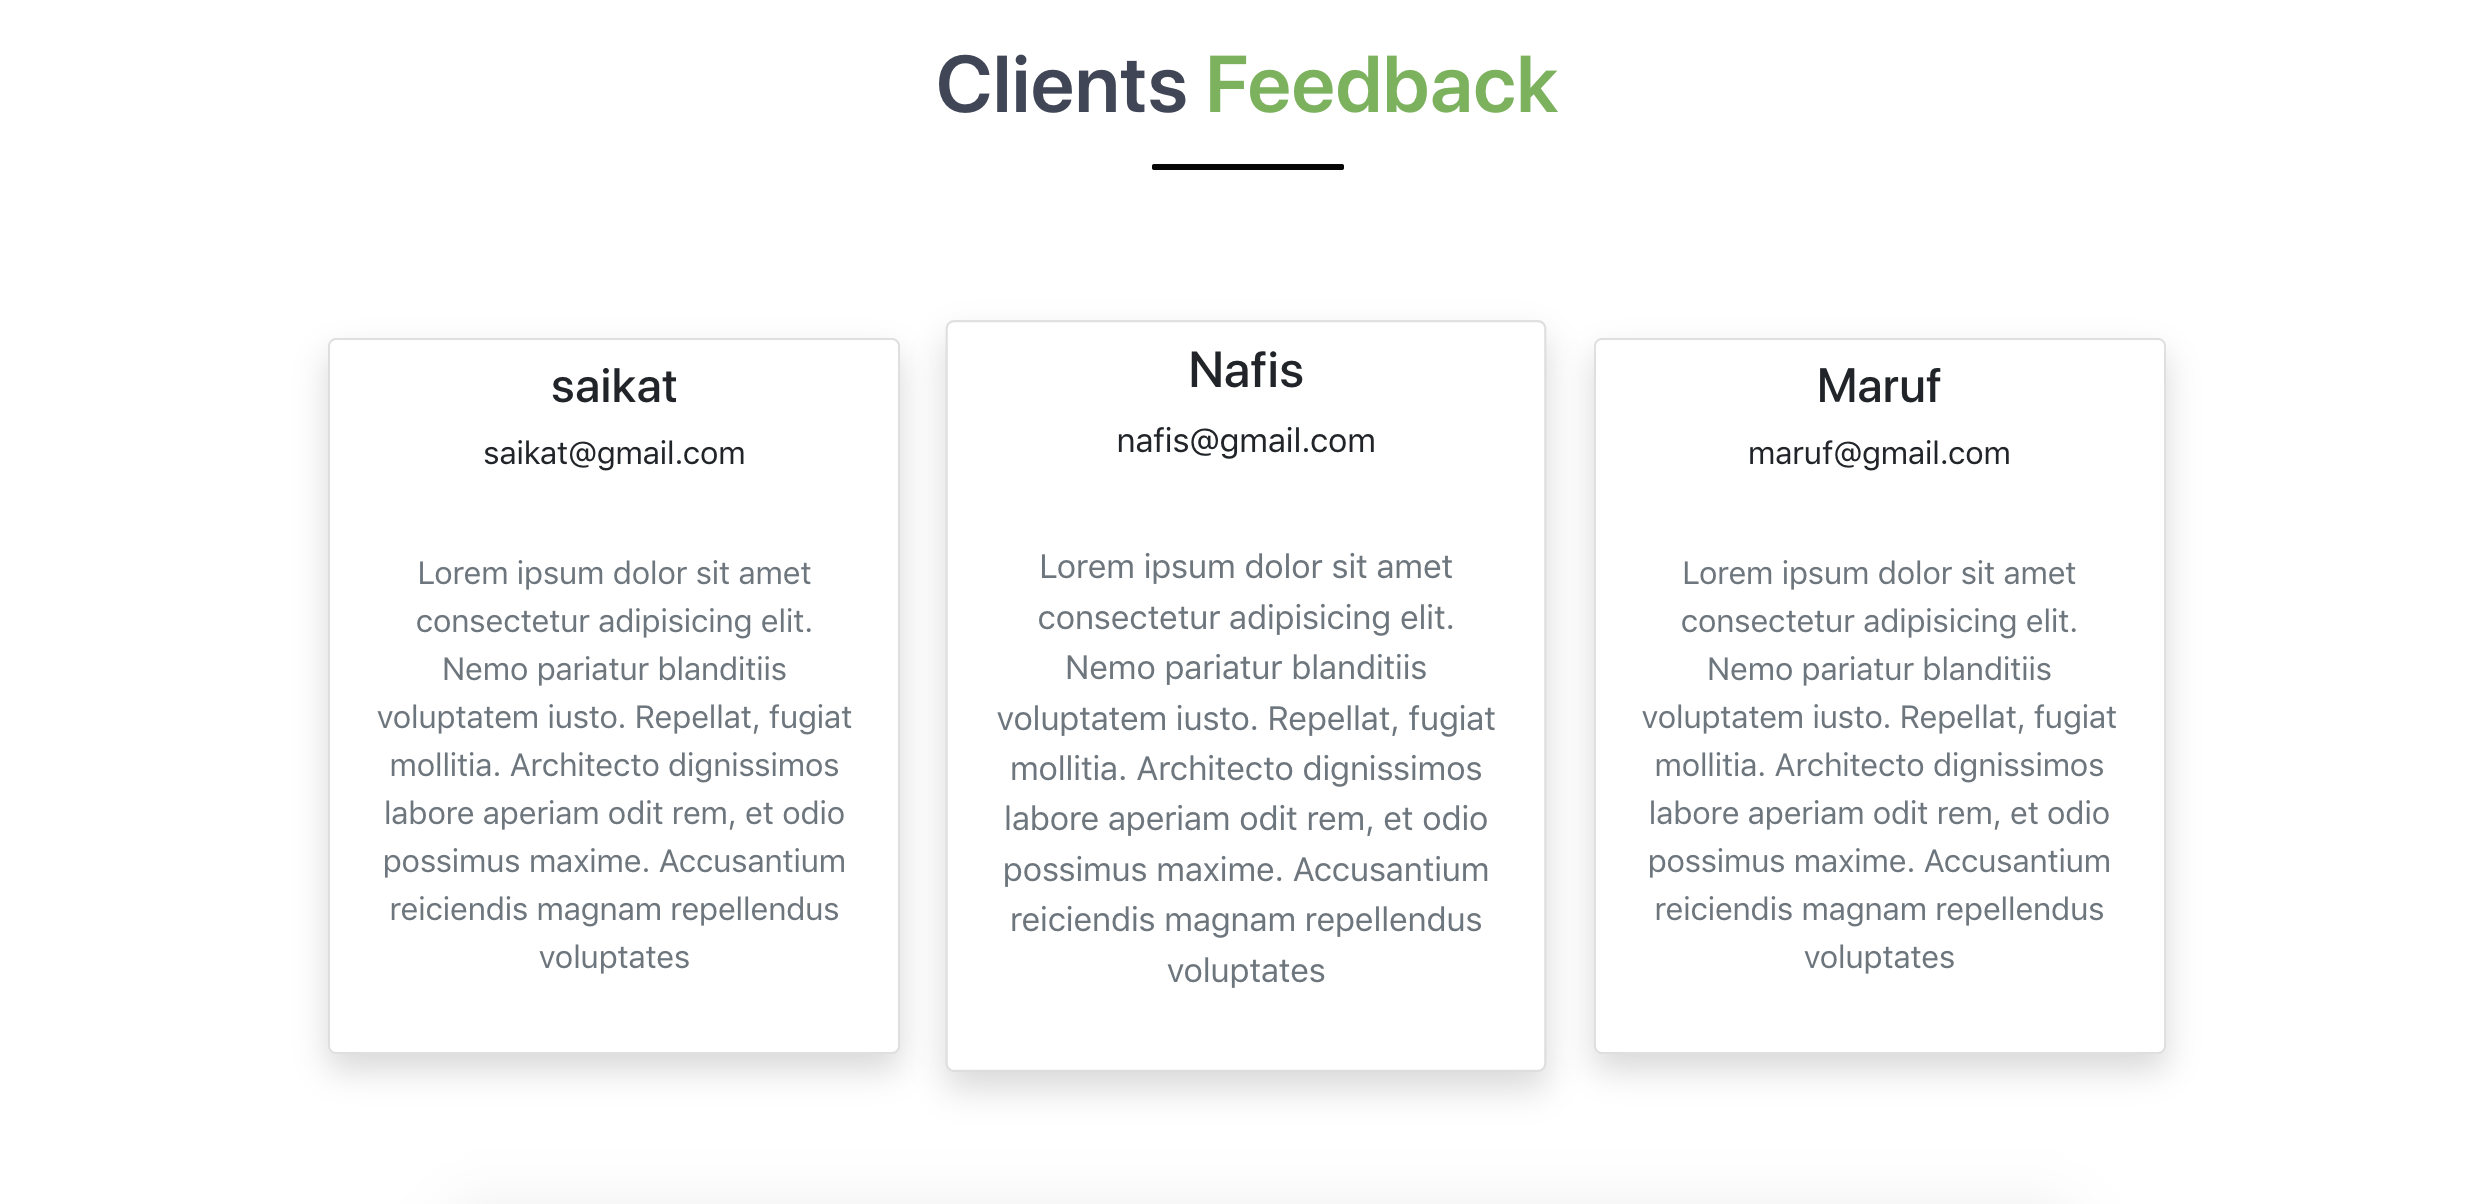 Clients Feedback
saikat
saikat@gmail.com
Lorem ipsum dolor sit amet
consectetur adipisicing elit.
Nemo pariatur blanditiis
voluptatem iusto. Repellat, fugiat
mollitia. Architecto dignissimos
labore aperiam odit rem, et odio
possimus maxime. Accusantium
reiciendis magnam repellendus
voluptates
Nafis
nafis@gmail.com
Lorem ipsum dolor sit amet
consectetur adipisicing elit.
Nemo pariatur blanditiis
voluptatem iusto. Repellat, fugiat
mollitia. Architecto dignissimos
labore aperiam odit rem, et odio
possimus maxime. Accusantium
reiciendis magnam repellendus
voluptates
Maruf
maruf@gmail.com
Lorem ipsum dolor sit amet
consectetur adipisicing elit.
Nemo pariatur blanditiis
voluptatem iusto. Repellat, fugiat
mollitia. Architecto dignissimos
labore aperiam odit rem, et odio
possimus maxime. Accusantium
reiciendis magnam repellendus
voluptates